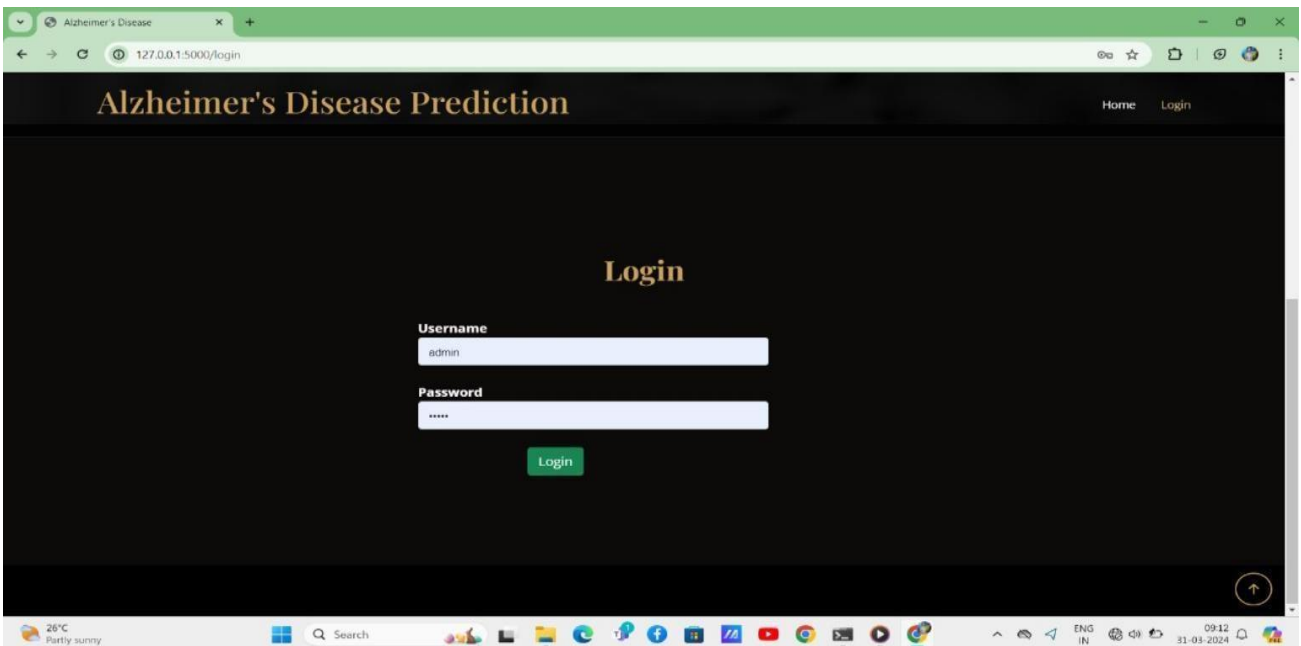 Alzheimer's Disease
127.0.0.1:5000/login
Alzheimer's Disease Prediction
Home Login
Login
Username
admin
Password
•••••
Login
26°C
Partly sunny
Search
ENG
IN
09:12
31-03-2024